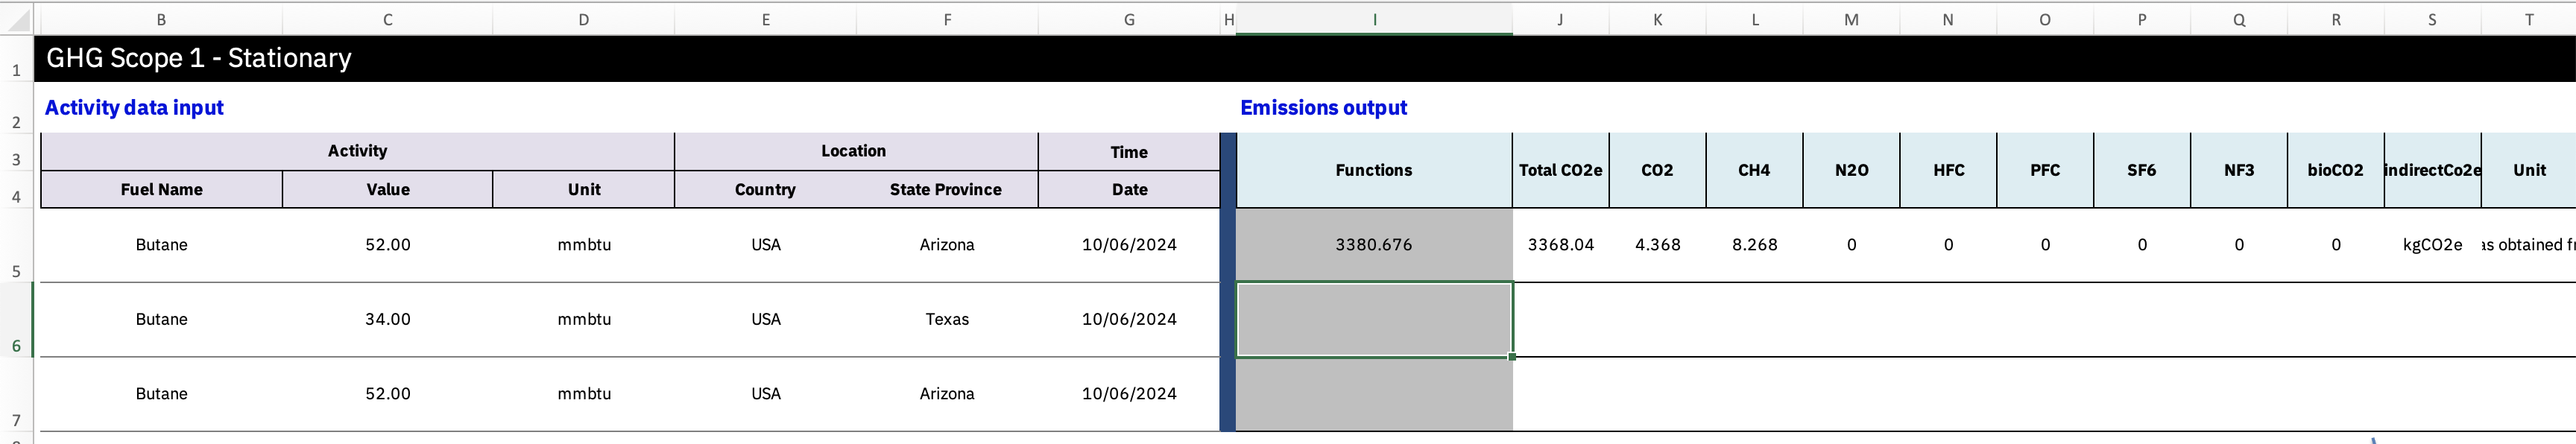 B C D E F G H I J K L M N O P Q R S T
1 GHG Scope 1 - Stationary
2 Activity data input Emissions output
3 Activity Location Time Functions Total CO2e CO2 CH4 N2O HFC PFC SF6 NF3 bioCO2 indirectCo2e Unit
4 Fuel Name Value Unit Country State Province Date
5 Butane 52.00 mmbtu USA Arizona 10/06/2024 3380.676 3368.04 4.368 8.268 0 0 0 0 0 0 kgCO2e as obtained
6 Butane 34.00 mmbtu USA Texas 10/06/2024
7 Butane 52.00 mmbtu USA Arizona 10/06/2024